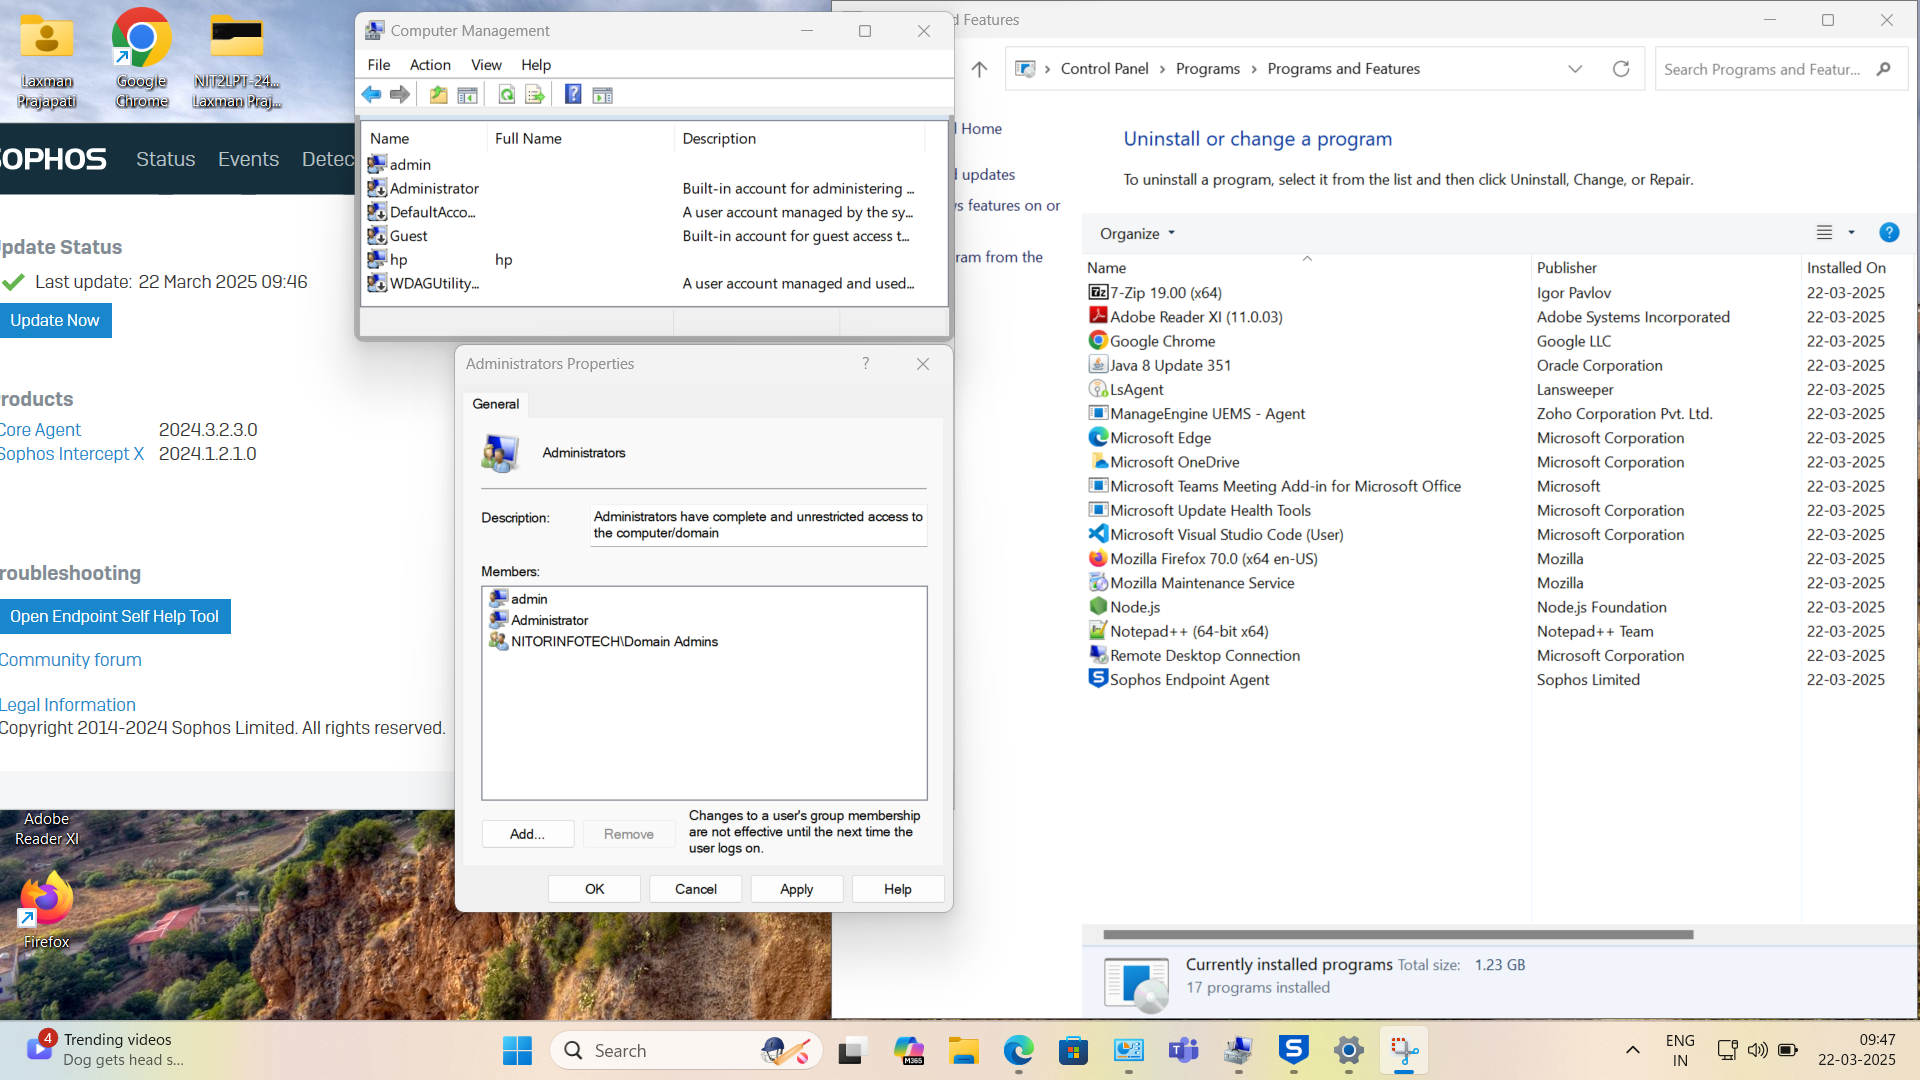 Laxman
Prajapati
Google
Chrome
NIT2LPT-24...
Laxman Praj...
SOPHOS
Status
Events
Detec
pdate Status
Last update: 22 March 2025 09:46
Update Now
roducts
Core Agent 2024.3.2.3.0
Sophos Intercept X 2024.1.2.1.0
roubleshooting
Open Endpoint Self Help Tool
Community forum
Legal Information
Copyright 2014-2024 Sophos Limited. All rights reserved.
Adobe
Reader XI
Firefox
Computer Management
File Action View Help
Name Full Name Description
admin
Administrator Built-in account for administering ...
DefaultAcco... A user account managed by the sy...
Guest Built-in account for guest access t...
hp hp
WDAGUtility... A user account managed and used...
Administrators Properties
?
General
Administrators
Description:
Administrators have complete and unrestricted access to
the computer/domain
Members:
admin
Administrator
NITORINFOTECH\Domain Admins
Add...
Remove
Changes to a user's group membership
are not effective until the next time the
user logs on.
OK Cancel Apply Help
d Features
Control Panel > Programs > Programs and Features
Search Programs and Featur...
l Home
d updates
vs features on or
ram from the
Uninstall or change a program
To uninstall a program, select it from the list and then click Uninstall, Change, or Repair.
Organize
?
Name Publisher Installed On
7z 7-Zip 19.00 (x64) Igor Pavlov 22-03-2025
Adobe Reader XI (11.0.03) Adobe Systems Incorporated 22-03-2025
Google Chrome Google LLC 22-03-2025
Java 8 Update 351 Oracle Corporation 22-03-2025
LsAgent Lansweeper 22-03-2025
ManageEngine UEMS - Agent Zoho Corporation Pvt. Ltd. 22-03-2025
Microsoft Edge Microsoft Corporation 22-03-2025
Microsoft OneDrive Microsoft Corporation 22-03-2025
Microsoft Teams Meeting Add-in for Microsoft Office Microsoft 22-03-2025
Microsoft Update Health Tools Microsoft Corporation 22-03-2025
Microsoft Visual Studio Code (User) Microsoft Corporation 22-03-2025
Mozilla Firefox 70.0 (x64 en-US) Mozilla 22-03-2025
Mozilla Maintenance Service Mozilla 22-03-2025
Node.js Node.js Foundation 22-03-2025
Notepad++ (64-bit x64) Notepad++ Team 22-03-2025
Remote Desktop Connection Microsoft Corporation 22-03-2025
S Sophos Endpoint Agent Sophos Limited 22-03-2025
Currently installed programs Total size: 1.23 GB
17 programs installed
4
Trending videos
Dog gets head s...
Search
M365
S
ENG
IN
09:47
22-03-2025